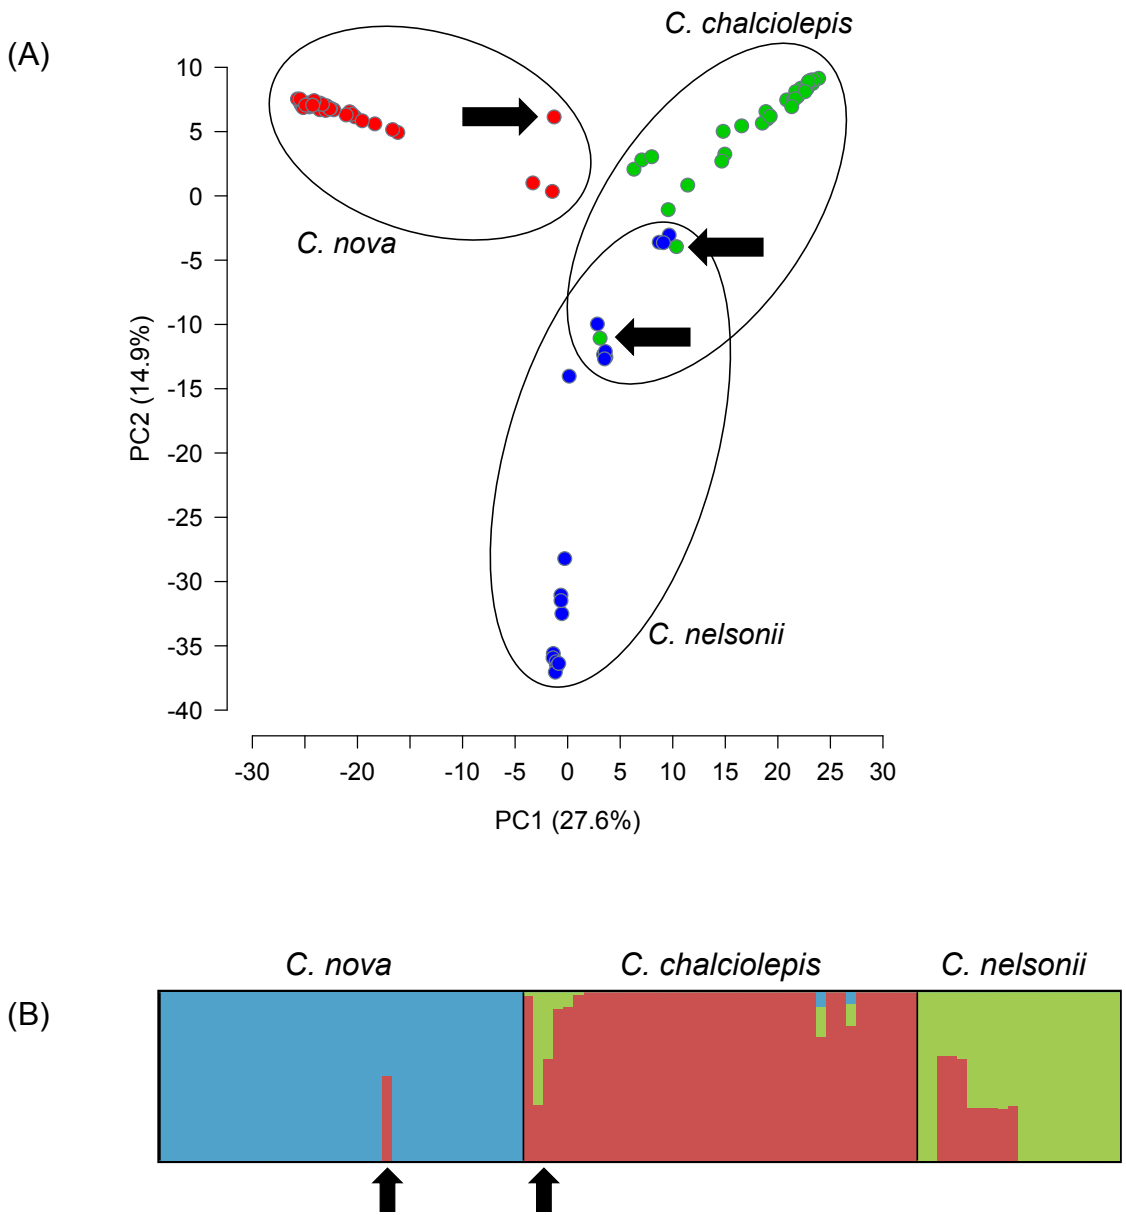 C. chalciolepis
(A)
10
5
0
-5
-10
-15
-20
-25
-30
-35
-40
C. nova
C. nelsonii
PC2 (14.9%)
-30 -20 -10 -5 0 5 10 15 20 25 30
PC1 (27.6%)
C. nova C. chalciolepis C. nelsonii
(B)